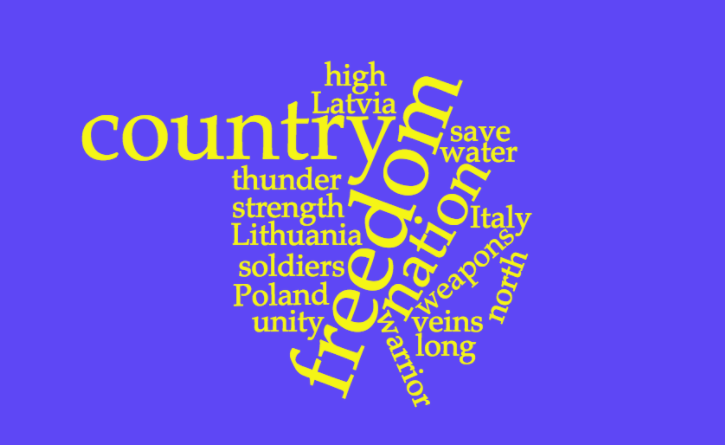 high
Latvia
country
freedom
save
water
thunder
strength
Lithuania
nation
Italy
soldiers
weapons
north
Poland
unity
veins
long
warrior